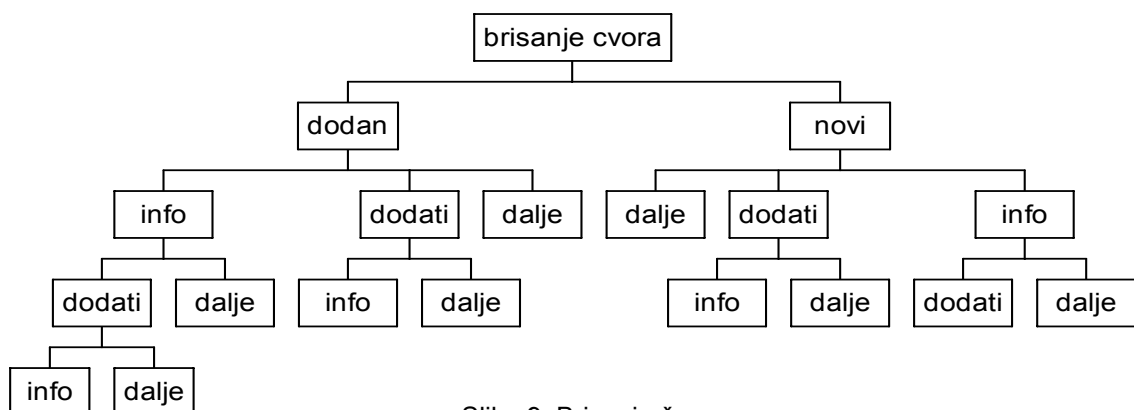 brisanje cvora
dodan novi
info dodati dalje dalje dodati info
dodati dalje info dalje info dalje dodati dalje
info dalje